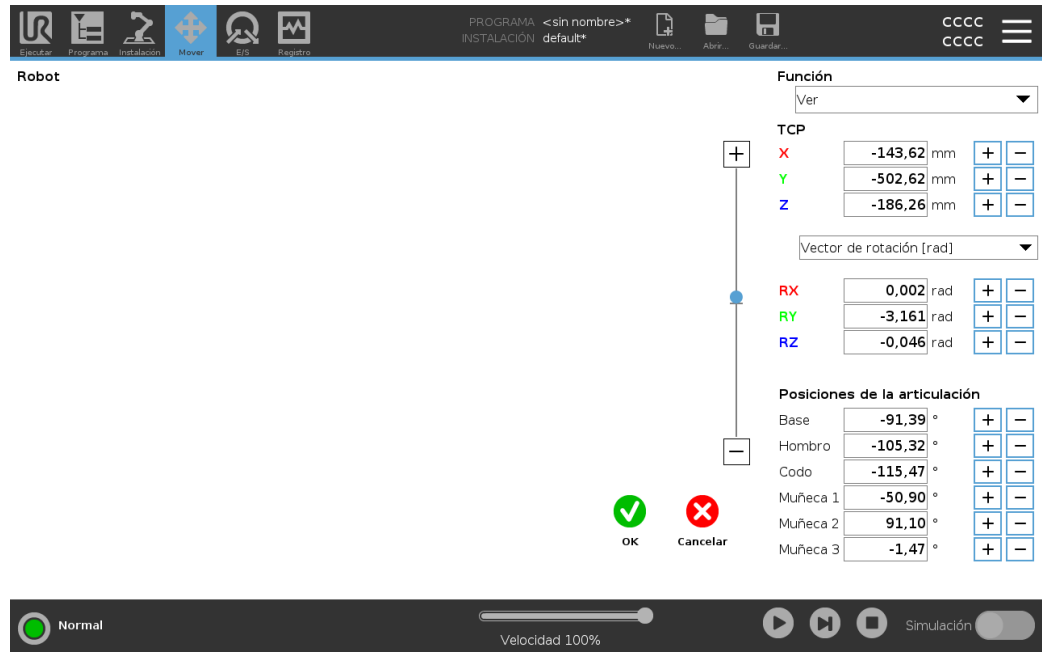 UR
PROGRAMA <sin nombre>*
INSTALACIÓN default*
CCCC
CCCC
Ejecutar Programa Instalación Mover E/S Registro Nuevo... Abrir... Guardar...
Robot
Función
Ver
TCP
X -143,62 mm + −
Y -502,62 mm + −
Z -186,26 mm + −
Vector de rotación [rad]
RX 0,002 rad + −
RY -3,161 rad + −
RZ -0,046 rad + −
Posiciones de la articulación
Base -91,39 ° + −
Hombro -105,32 ° + −
Codo -115,47 ° + −
Muñeca 1 -50,90 ° + −
Muñeca 2 91,10 ° + −
Muñeca 3 -1,47 ° + −
OK Cancelar
Normal
Velocidad 100%
Simulación